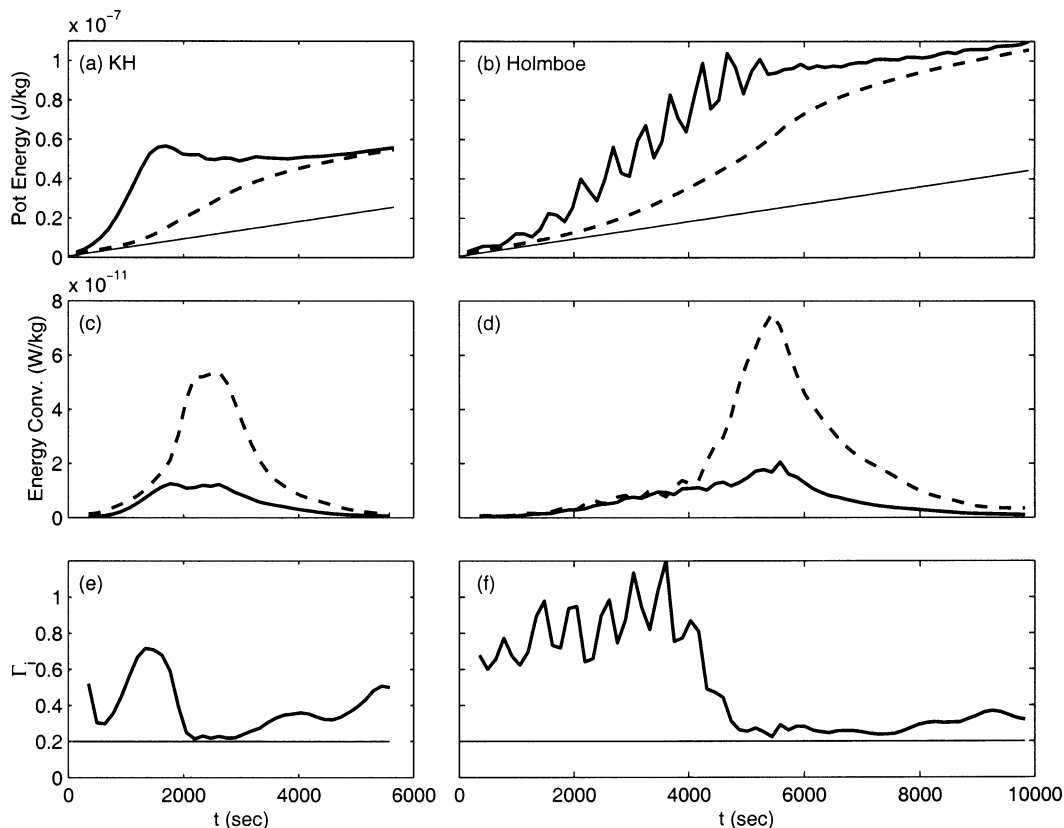 x 10⁻⁷
(a) KH
(b) Holmboe
Pot Energy (J/kg)
1
0.8
0.6
0.4
0.2
0
x 10⁻¹¹
(c)
(d)
Energy Conv. (W/kg)
8
6
4
2
0
(e)
(f)
Γi
1
0.8
0.6
0.4
0.2
0
0 2000 4000 6000
0 2000 4000 6000 8000 10000
t (sec)
t (sec)